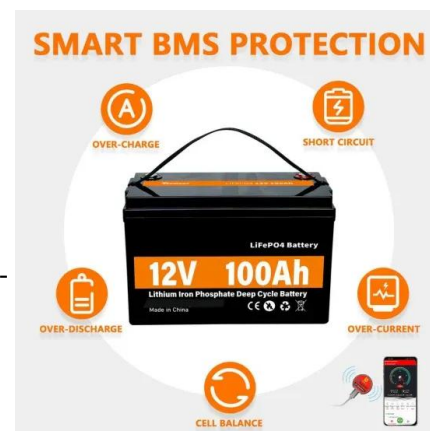 SMART BMS PROTECTION
A
OVER-CHARGE
SHORT CIRCUIT
LiFePO4 Battery
12V 100Ah
Lithium Iron Phosphate Deep Cycle Battery
Made in China
CE
OVER-DISCHARGE
OVER-CURRENT
CELL BALANCE